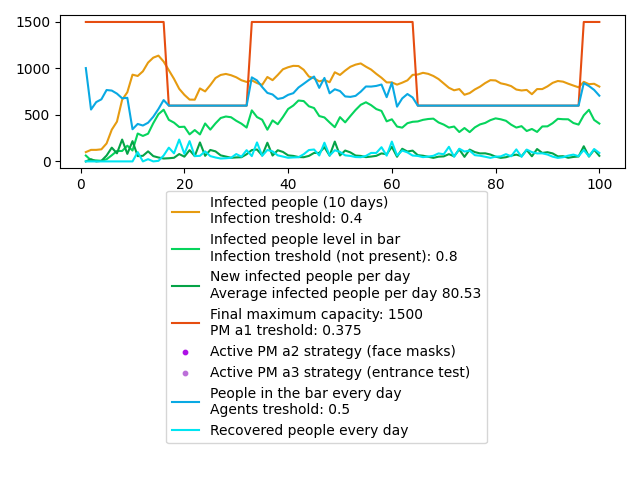 1500
1000
500
0
0
20
40
60
80
100
Infected people (10 days)
Infection treshold: 0.4
Infected people level in bar
Infection treshold (not present): 0.8
New infected people per day
Average infected people per day 80.53
Final maximum capacity: 1500
PM a1 treshold: 0.375
Active PM a2 strategy (face masks)
Active PM a3 strategy (entrance test)
People in the bar every day
Agents treshold: 0.5
Recovered people every day